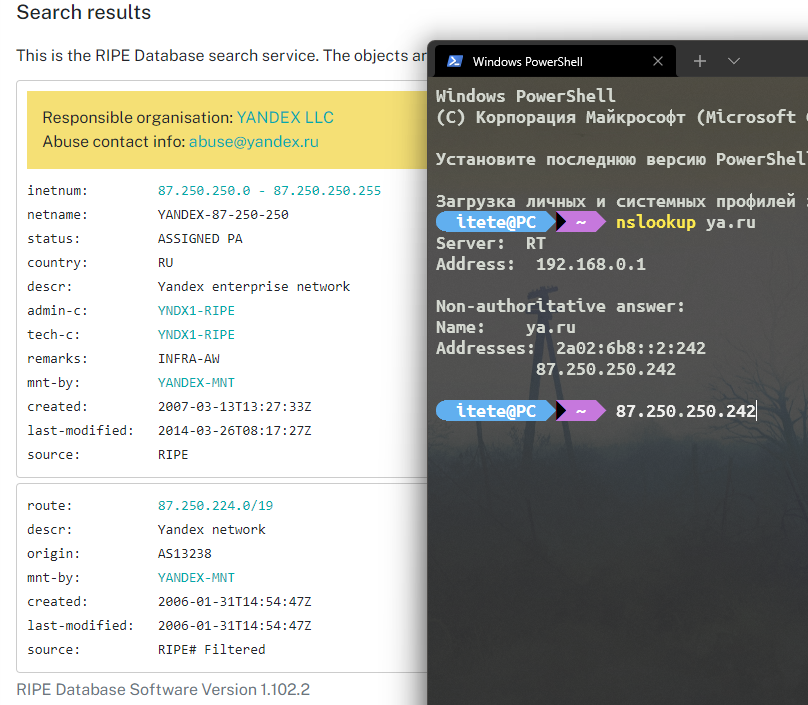 Search results
This is the RIPE Database search service. The objects ar
Responsible organisation: YANDEX LLC
Abuse contact info: abuse@yandex.ru
inetnum: 87.250.250.0 - 87.250.250.255
netname: YANDEX-87-250-250
status: ASSIGNED PA
country: RU
descr: Yandex enterprise network
admin-c: YNDX1-RIPE
tech-c: YNDX1-RIPE
remarks: INFRA-AW
mnt-by: YANDEX-MNT
created: 2007-03-13T13:27:33Z
last-modified: 2014-03-26T08:17:27Z
source: RIPE
route: 87.250.224.0/19
descr: Yandex network
origin: AS13238
mnt-by: YANDEX-MNT
created: 2006-01-31T14:54:47Z
last-modified: 2006-01-31T14:54:47Z
source: RIPE# Filtered
RIPE Database Software Version 1.102.2
Windows PowerShell
Windows PowerShell
(C) Корпорация Майкрософт (Microsoft
Установите последнюю версию PowerShell
Загрузка личных и системных профилей
itete@PC ~ nslookup ya.ru
Server: RT
Address: 192.168.0.1
Non-authoritative answer:
Name: ya.ru
Addresses: 2a02:6b8::2:242
87.250.250.242
itete@PC ~ 87.250.250.242